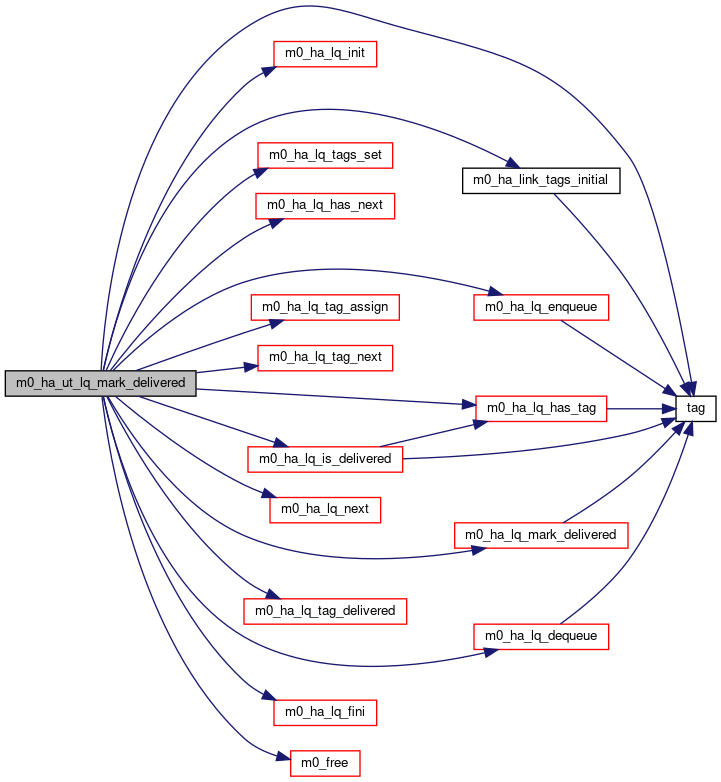 m0_ha_lq_init
m0_ha_lq_tags_set
m0_ha_link_tags_initial
m0_ha_lq_has_next
m0_ha_lq_tag_assign
m0_ha_lq_enqueue
m0_ha_lq_tag_next
m0_ha_ut_lq_mark_delivered
m0_ha_lq_has_tag
tag
m0_ha_lq_is_delivered
m0_ha_lq_next
m0_ha_lq_mark_delivered
m0_ha_lq_tag_delivered
m0_ha_lq_dequeue
m0_ha_lq_fini
m0_free